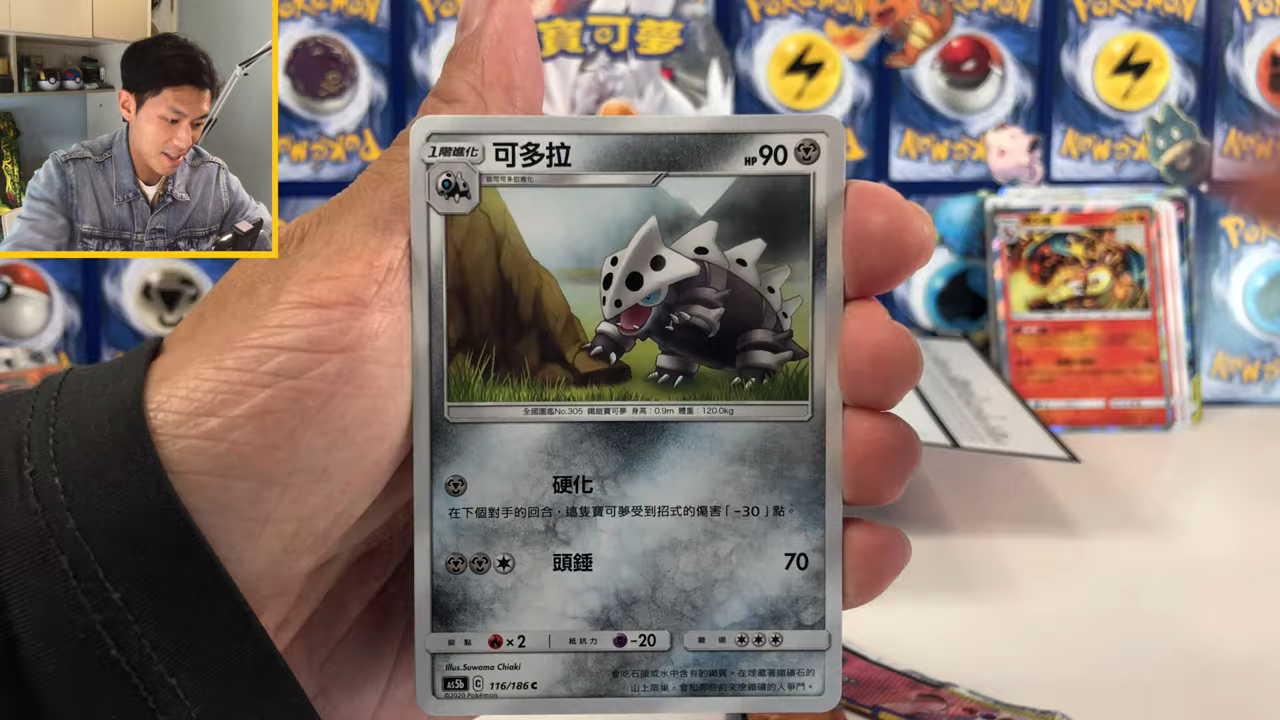 寶可夢
1階進化 可多拉 HP 90
從可可多拉進化
全國圖鑑No.305 鐵鎧寶可夢 身高：0.9m 體重：120.0kg
硬化
在下個對手的回合，這隻寶可夢受到招式的傷害「-30」點。
頭錘 70
弱點 ×2 抵抗力 -20 撤退
Illus.Suwama Chiaki
AS5b C 116/186 C
©2020 Pokémon
會吃石頭或水中含有的鐵質。在埋藏著鐵礦石的
山上築巢，會和那些前來挖鐵礦的人爭鬥。